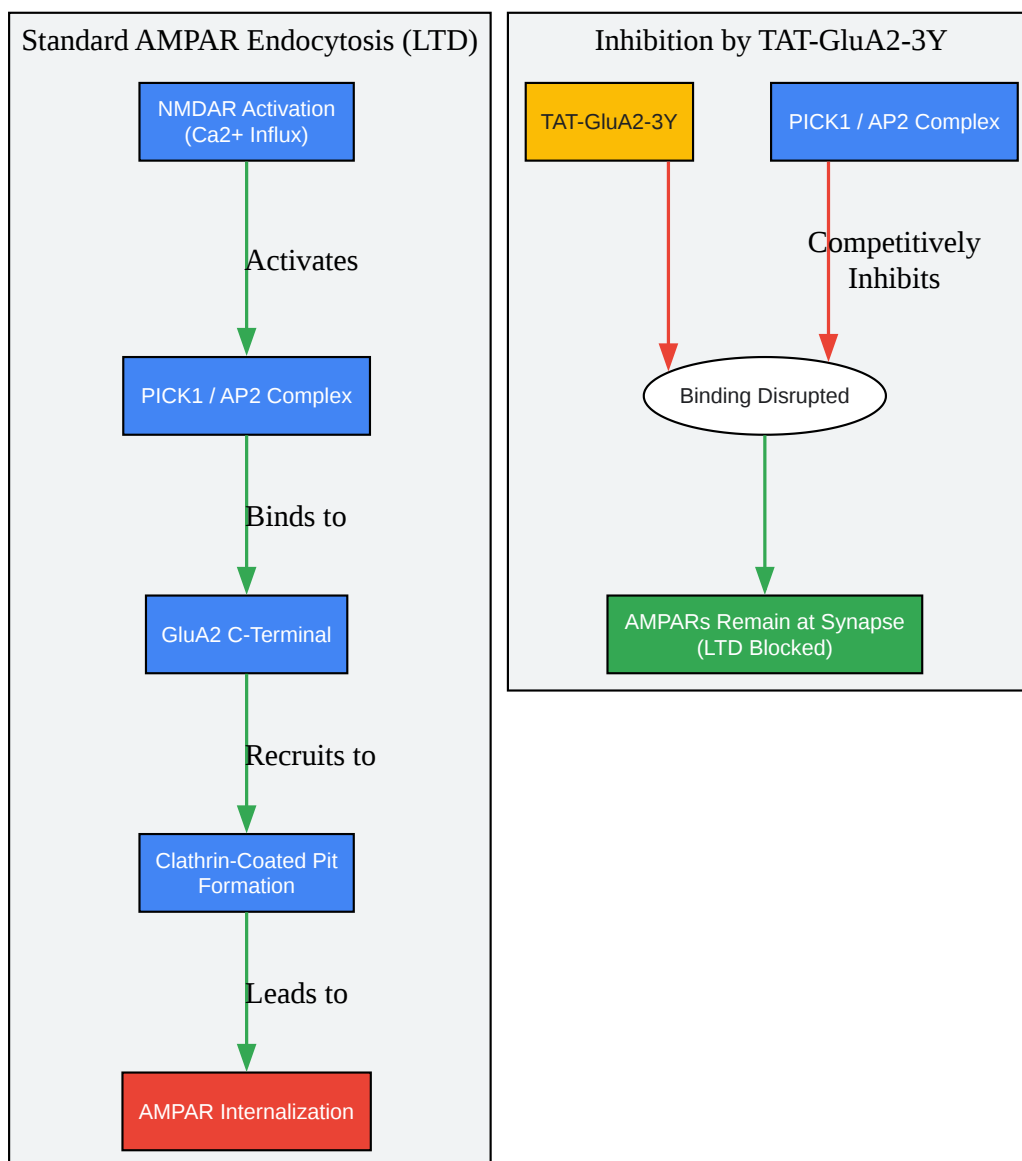 Standard AMPAR Endocytosis (LTD)
NMDAR Activation
(Ca2+ Influx)
Activates
PICK1 / AP2 Complex
Binds to
GluA2 C-Terminal
Recruits to
Clathrin-Coated Pit
Formation
Leads to
AMPAR Internalization
Inhibition by TAT-GluA2-3Y
TAT-GluA2-3Y
PICK1 / AP2 Complex
Competitively
Inhibits
Binding Disrupted
AMPARs Remain at Synapse
(LTD Blocked)